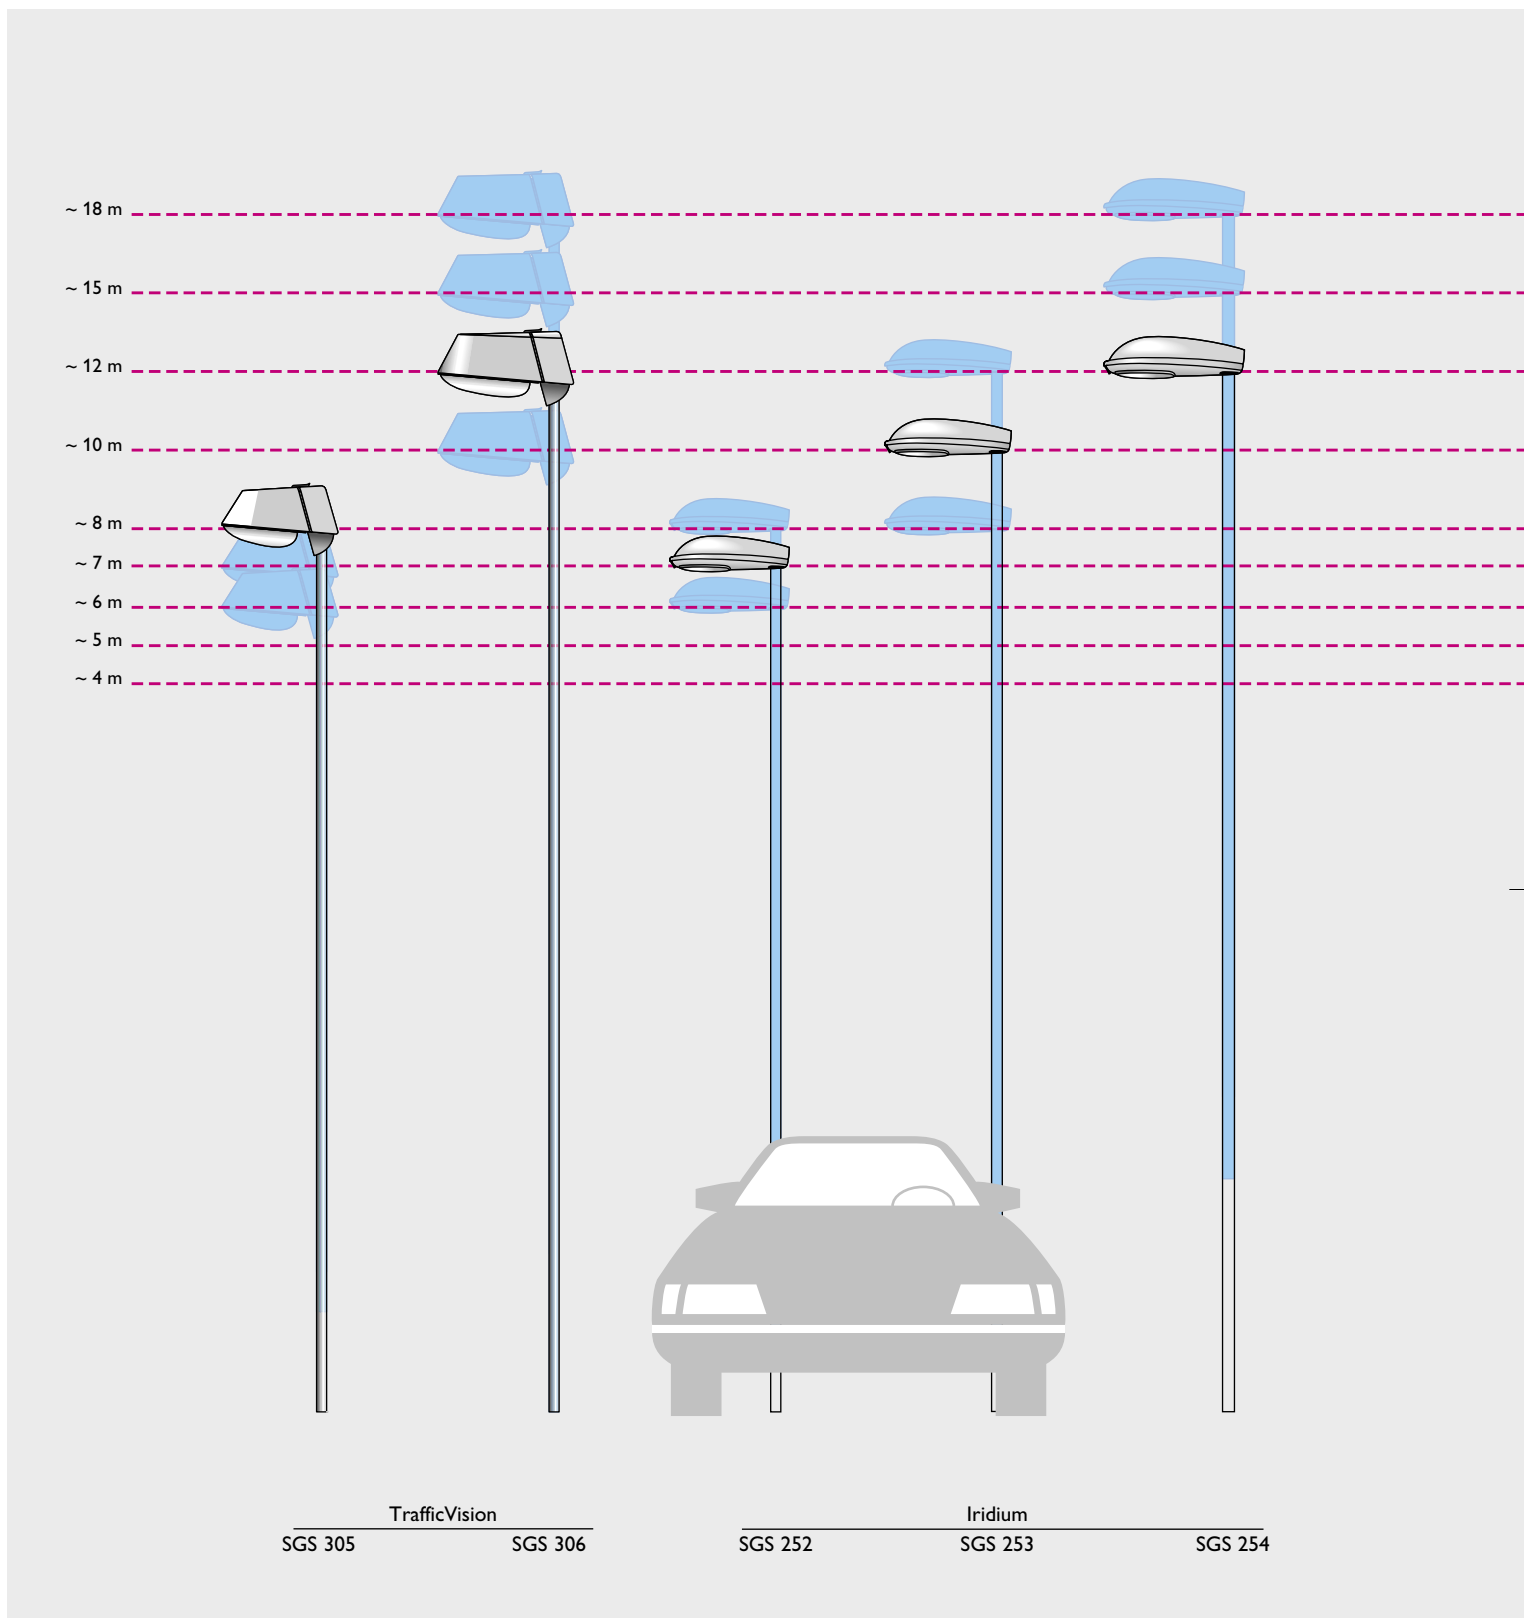 ~ 18 m
~ 15 m
~ 12 m
~ 10 m
~ 8 m
~ 7 m
~ 6 m
~ 5 m
~ 4 m
TrafficVision
Iridium
SGS 305
SGS 306
SGS 252
SGS 253
SGS 254